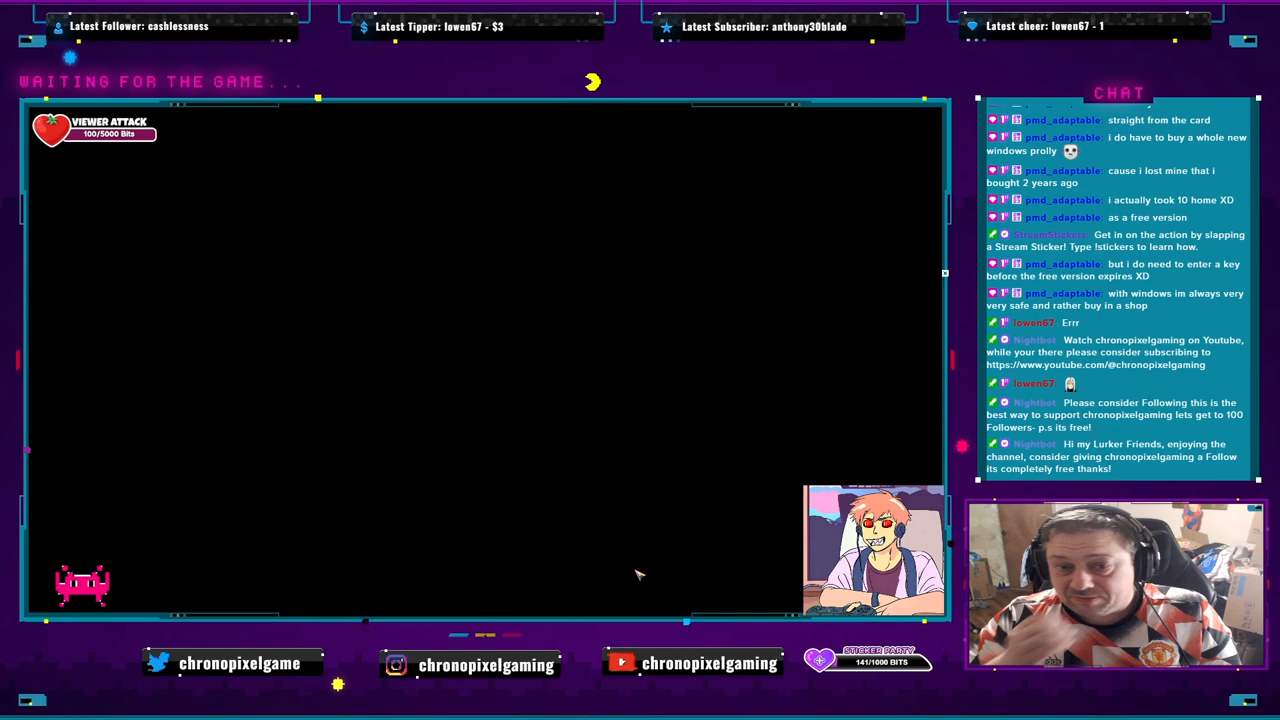 Latest Follower: cashlessness
Latest Tipper: lowen67 - $3
Latest Subscriber: anthony30blade
Latest cheer: lowen67 - 1
WAITING FOR THE GAME...
CHAT
VIEWER ATTACK
100/5000 Bits
pmd_adaptable: straight from the card
pmd_adaptable: i do have to buy a whole new
windows prolly
pmd_adaptable: cause i lost mine that i
bought 2 years ago
pmd_adaptable: i actually took 10 home XD
pmd_adaptable: as a free version
StreamStickers: Get in on the action by slapping
a Stream Sticker! Type !stickers to learn how.
pmd_adaptable: but i do need to enter a key
before the free version expires XD
pmd_adaptable: with windows im always very
very safe and rather buy in a shop
lowen67: Errr
Nightbot: Watch chronopixelgaming on Youtube,
while your there please consider subscribing to
https://www.youtube.com/@chronopixelgaming
lowen67:
Nightbot: Please consider Following this is the
best way to support chronopixelgaming lets get to 100
Followers- p.s its free!
Nightbot: Hi my Lurker Friends, enjoying the
channel, consider giving chronopixelgaming a Follow
its completely free thanks!
chronopixelgame
chronopixelgaming
chronopixelgaming
STICKER PARTY
141/1000 BITS